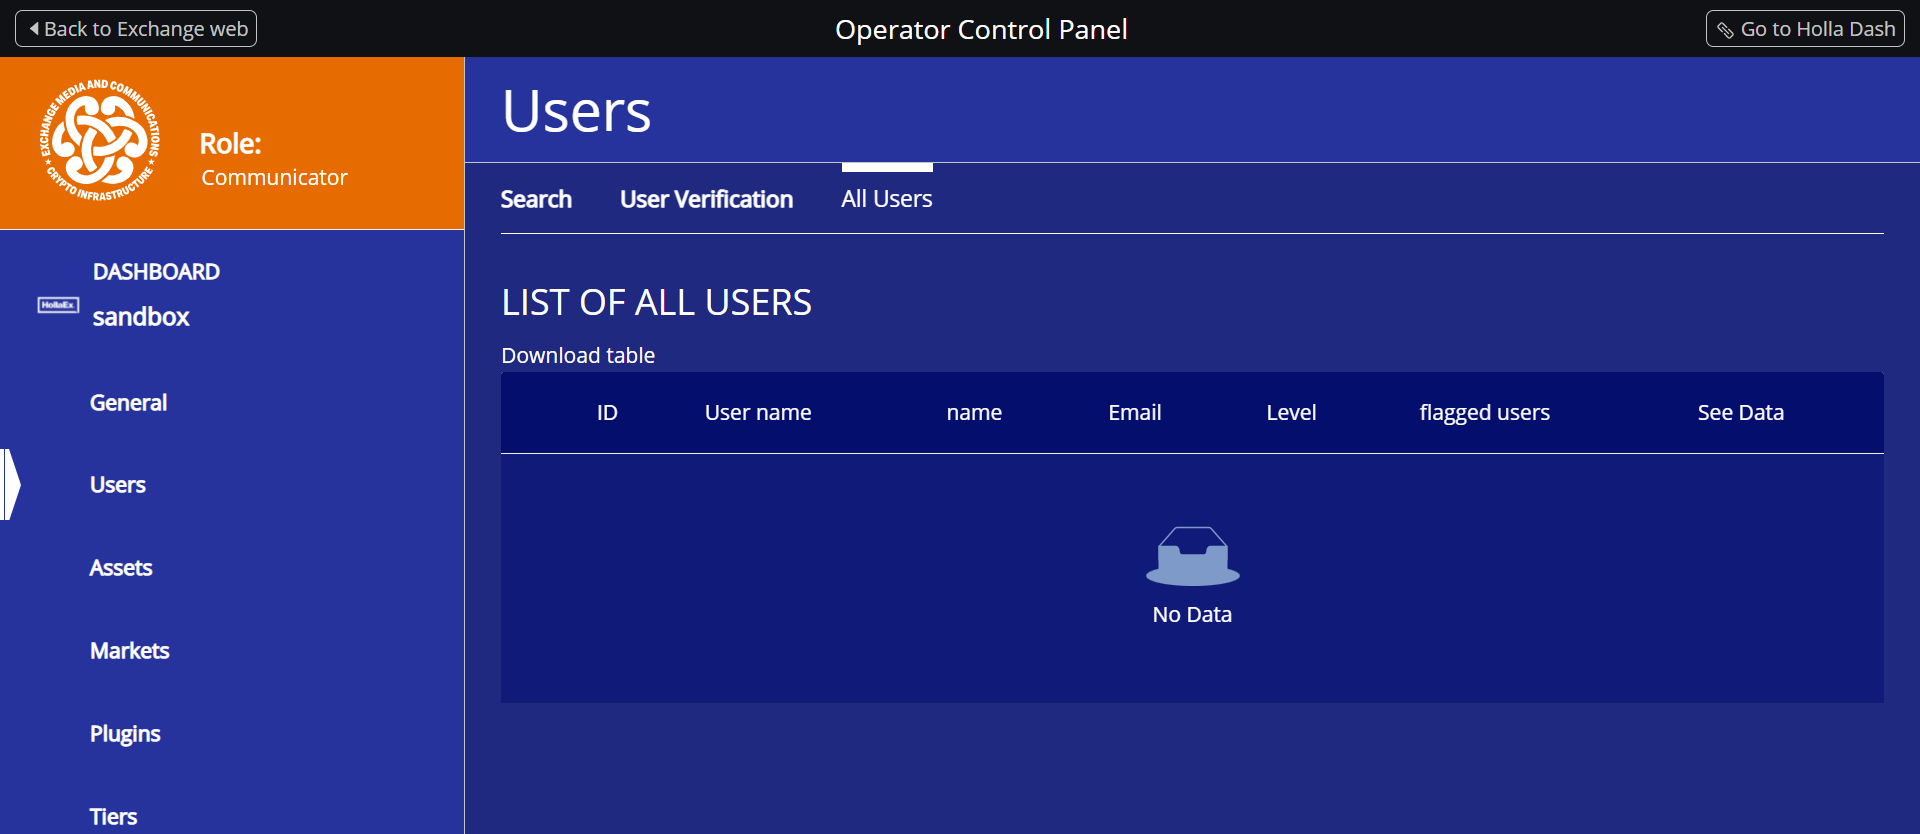 Back to Exchange web
Operator Control Panel
Go to Holla Dash
EXCHANGE MEDIA AND COMMUNICATIONS
★ CRYPTO INFRASTRUCTURE ★
Role:
Communicator
DASHBOARD
HollaEx
sandbox
General
Users
Assets
Markets
Plugins
Tiers
Users
Search User Verification All Users
LIST OF ALL USERS
Download table
ID User name name Email Level flagged users See Data
No Data